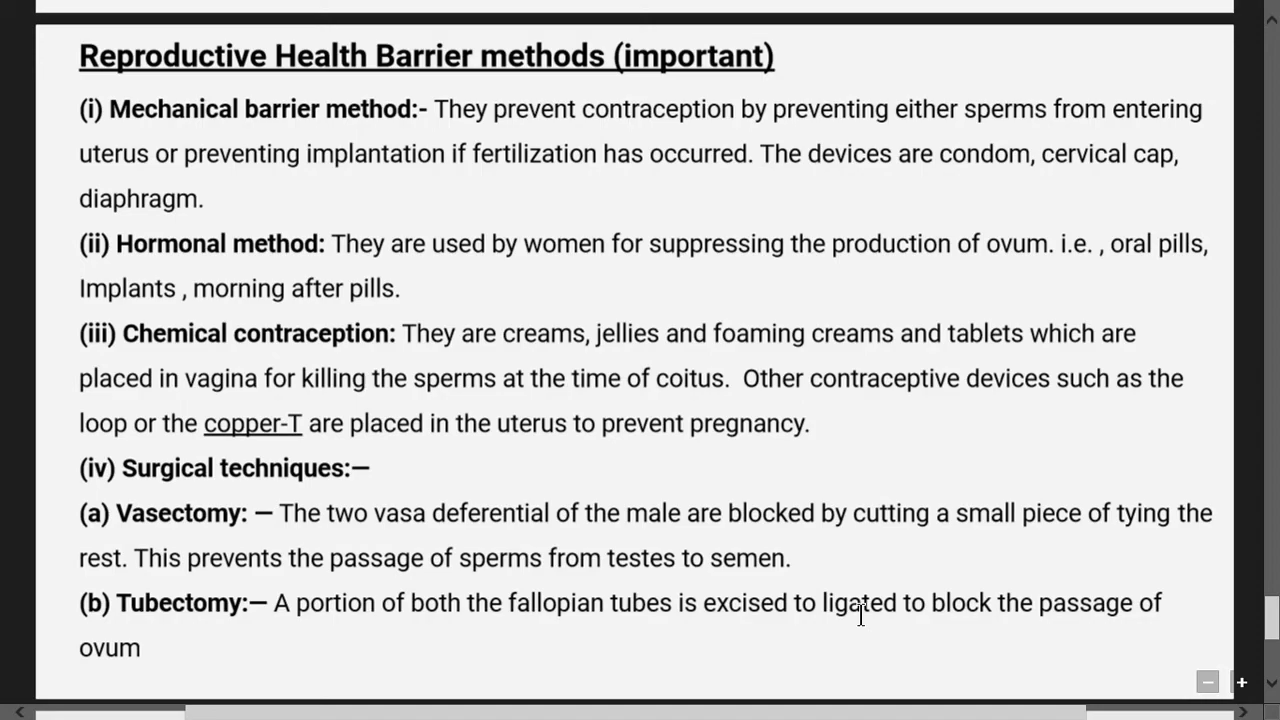 Reproductive Health Barrier methods (important)
(i) Mechanical barrier method:- They prevent contraception by preventing either sperms from entering
uterus or preventing implantation if fertilization has occurred. The devices are condom, cervical cap,
diaphragm.
(ii) Hormonal method: They are used by women for suppressing the production of ovum. i.e. , oral pills,
Implants , morning after pills.
(iii) Chemical contraception: They are creams, jellies and foaming creams and tablets which are
placed in vagina for killing the sperms at the time of coitus.  Other contraceptive devices such as the
loop or the copper-T are placed in the uterus to prevent pregnancy.
(iv) Surgical techniques:—
(a) Vasectomy: — The two vasa deferential of the male are blocked by cutting a small piece of tying the
rest. This prevents the passage of sperms from testes to semen.
(b) Tubectomy:— A portion of both the fallopian tubes is excised to ligated to block the passage of
ovum